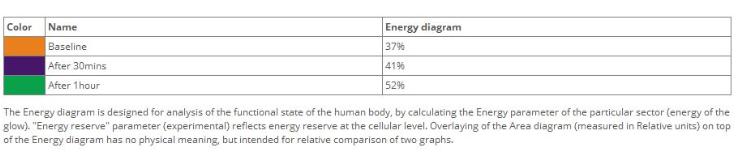 Color Name Energy diagram
Baseline 37%
After 30mins 41%
After 1hour 52%
The Energy diagram is designed for analysis of the functional state of the human body, by calculating the Energy parameter of the particular sector (energy of the
glow). "Energy reserve" parameter (experimental) reflects energy reserve at the cellular level. Overlaying of the Area diagram (measured in Relative units) on top
of the Energy diagram has no physical meaning, but intended for relative comparison of two graphs.